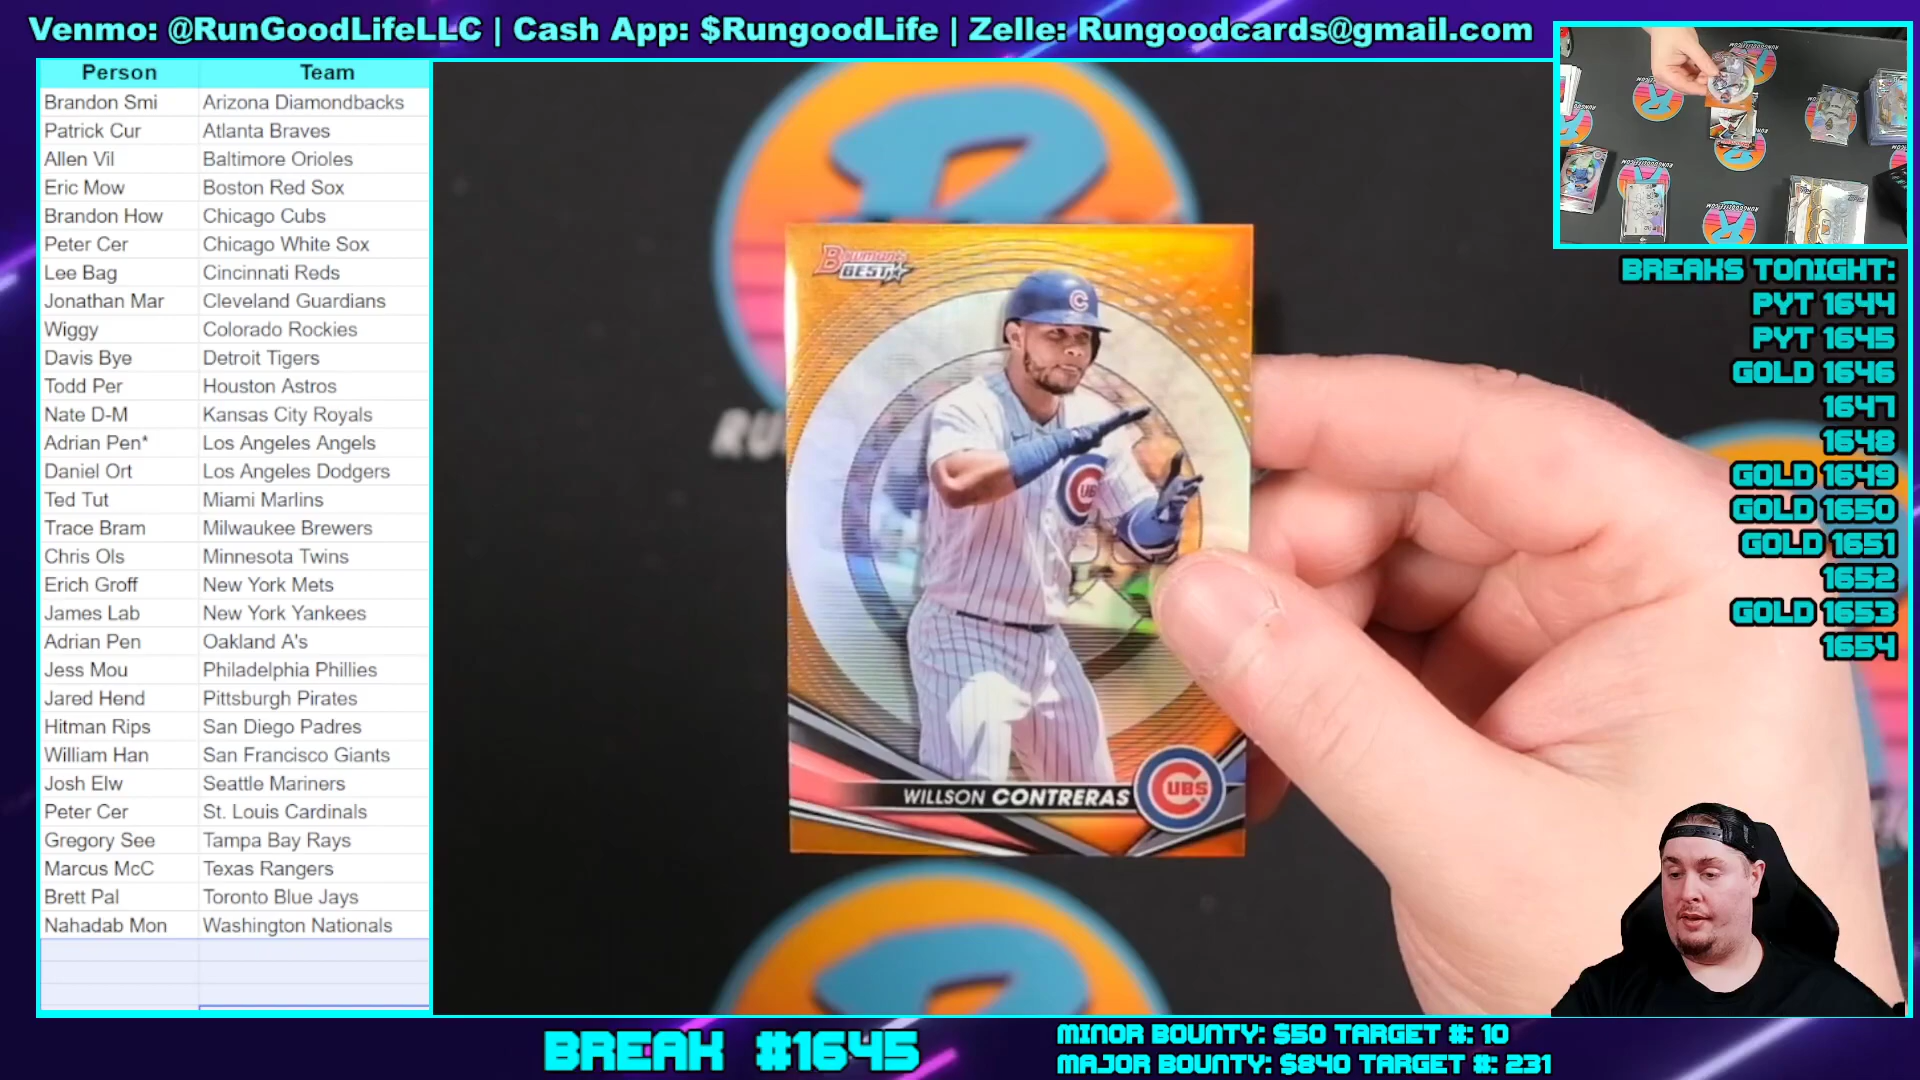 Venmo: @RunGoodLifeLLC | Cash App: $RungoodLife | Zelle: Rungoodcards@gmail.com
Person Team
Brandon Smi Arizona Diamondbacks
Patrick Cur Atlanta Braves
Allen Vil Baltimore Orioles
Eric Mow Boston Red Sox
Brandon How Chicago Cubs
Peter Cer Chicago White Sox
Lee Bag Cincinnati Reds
Jonathan Mar Cleveland Guardians
Wiggy Colorado Rockies
Davis Bye Detroit Tigers
Todd Per Houston Astros
Nate D-M Kansas City Royals
Adrian Pen* Los Angeles Angels
Daniel Ort Los Angeles Dodgers
Ted Tut Miami Marlins
Trace Bram Milwaukee Brewers
Chris Ols Minnesota Twins
Erich Groff New York Mets
James Lab New York Yankees
Adrian Pen Oakland A's
Jess Mou Philadelphia Phillies
Jared Hend Pittsburgh Pirates
Hitman Rips San Diego Padres
William Han San Francisco Giants
Josh Elw Seattle Mariners
Peter Cer St. Louis Cardinals
Gregory See Tampa Bay Rays
Marcus McC Texas Rangers
Brett Pal Toronto Blue Jays
Nahadab Mon Washington Nationals
Bowman's
BEST
C
RU
WILLSON CONTRERAS
CUBS
BREAKS TONIGHT:
PYT 1644
PYT 1645
GOLD 1646
1647
1648
GOLD 1649
GOLD 1650
GOLD 1651
1652
GOLD 1653
1654
BREAK #1645
MINOR BOUNTY: $50 TARGET #: 10
MAJOR BOUNTY: $840 TARGET #: 231